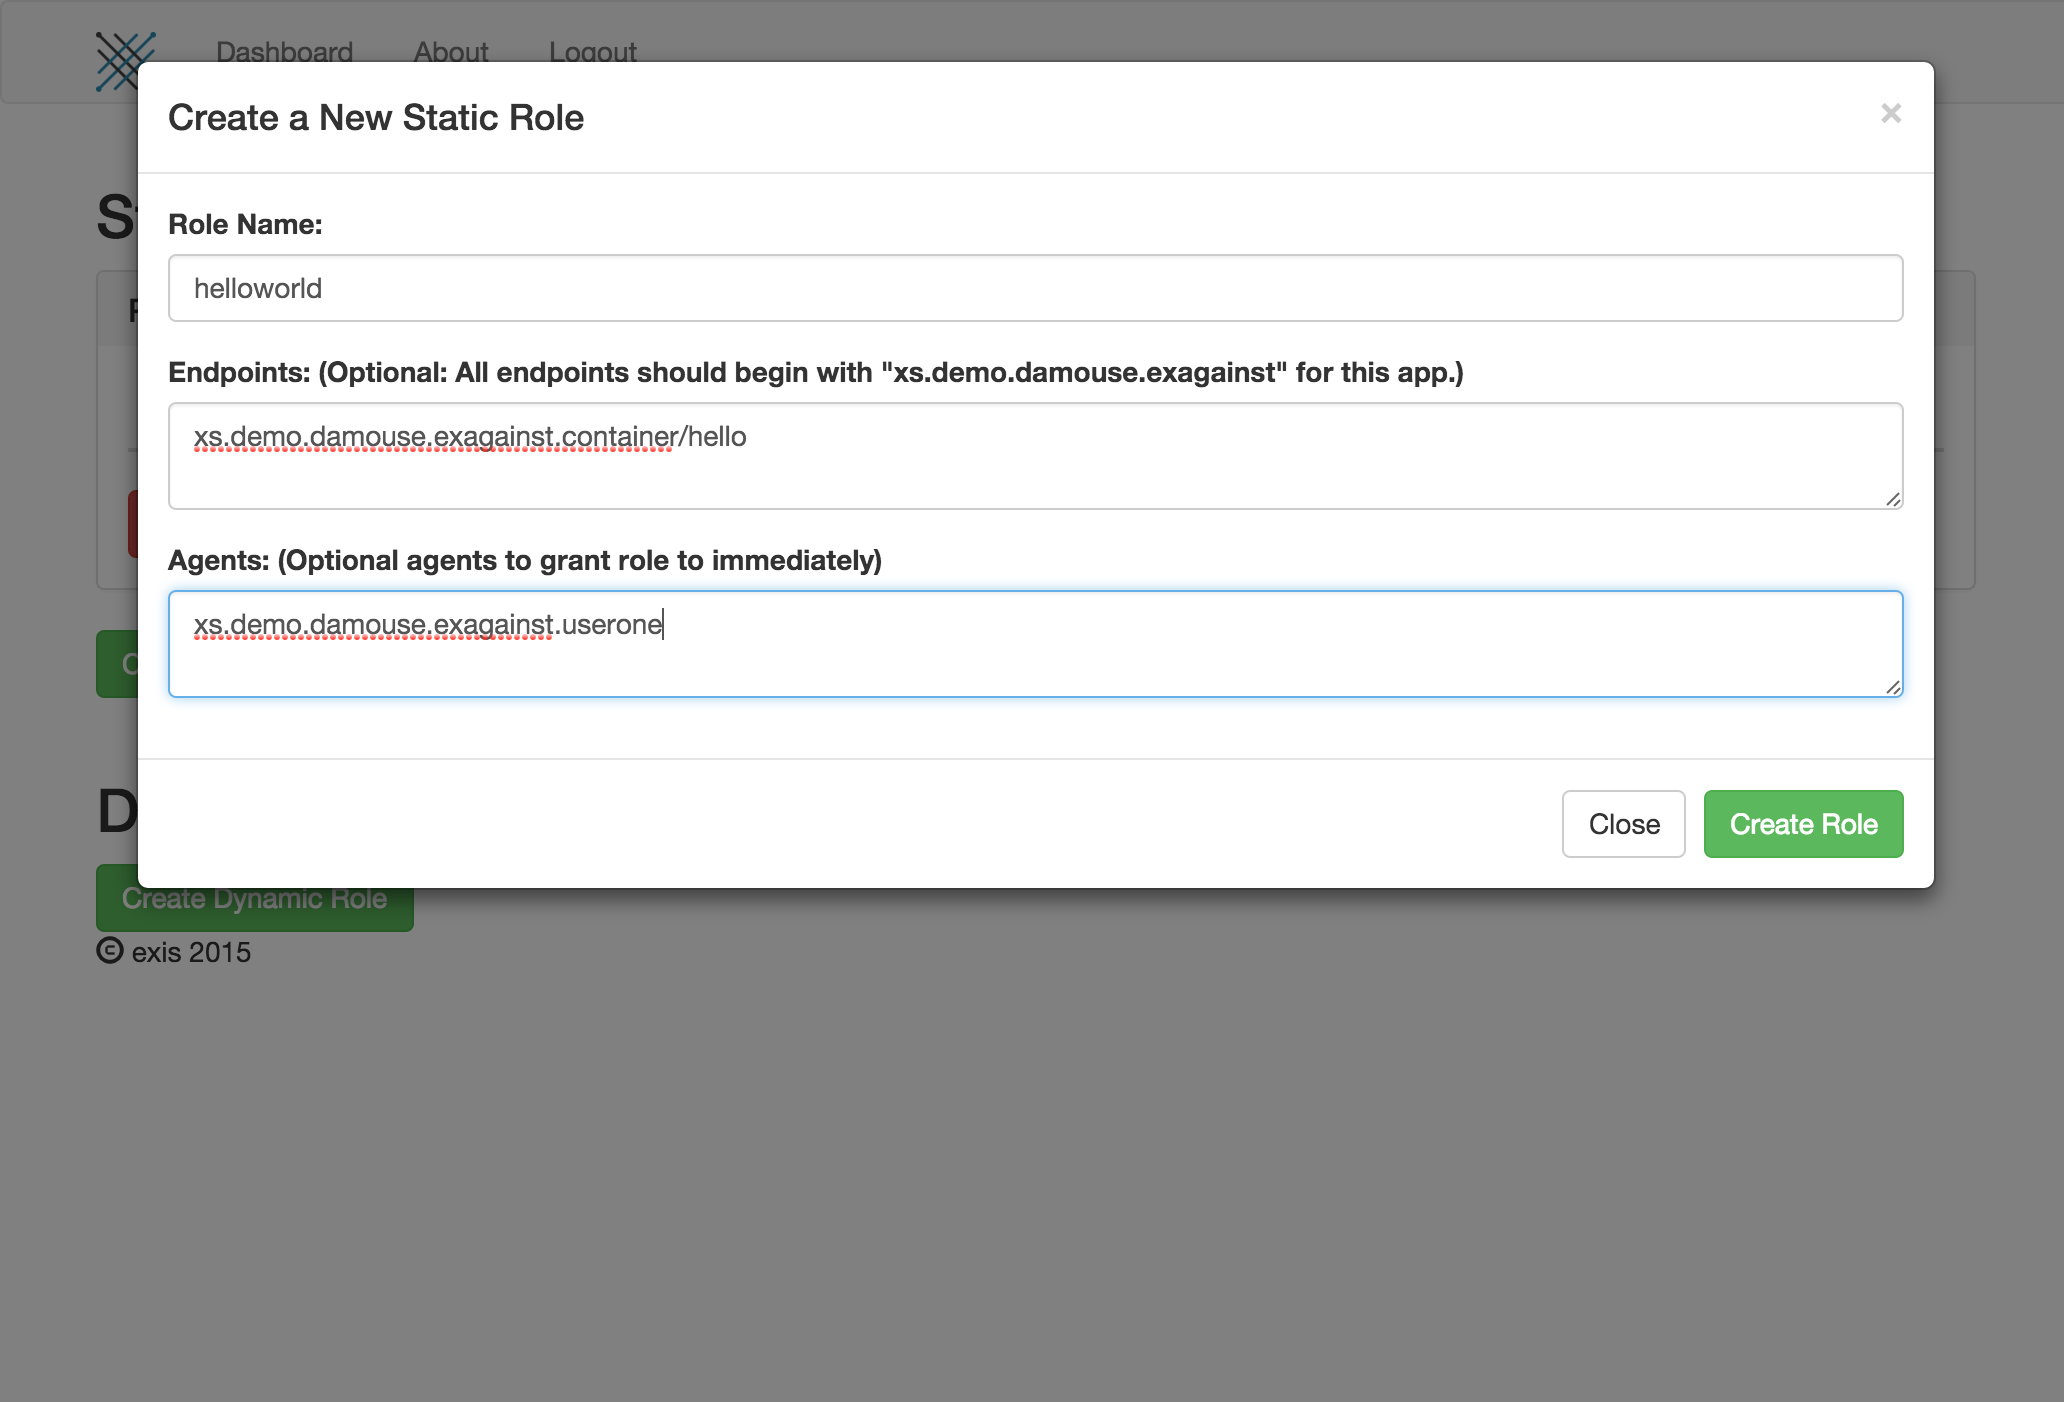 Dashboard About Logout
Create a New Static Role
×
Role Name:
helloworld
Endpoints: (Optional: All endpoints should begin with "xs.demo.damouse.exagainst" for this app.)
xs.demo.damouse.exagainst.container/hello
Agents: (Optional agents to grant role to immediately)
xs.demo.damouse.exagainst.userone
Close Create Role
Create Dynamic Role
© exis 2015